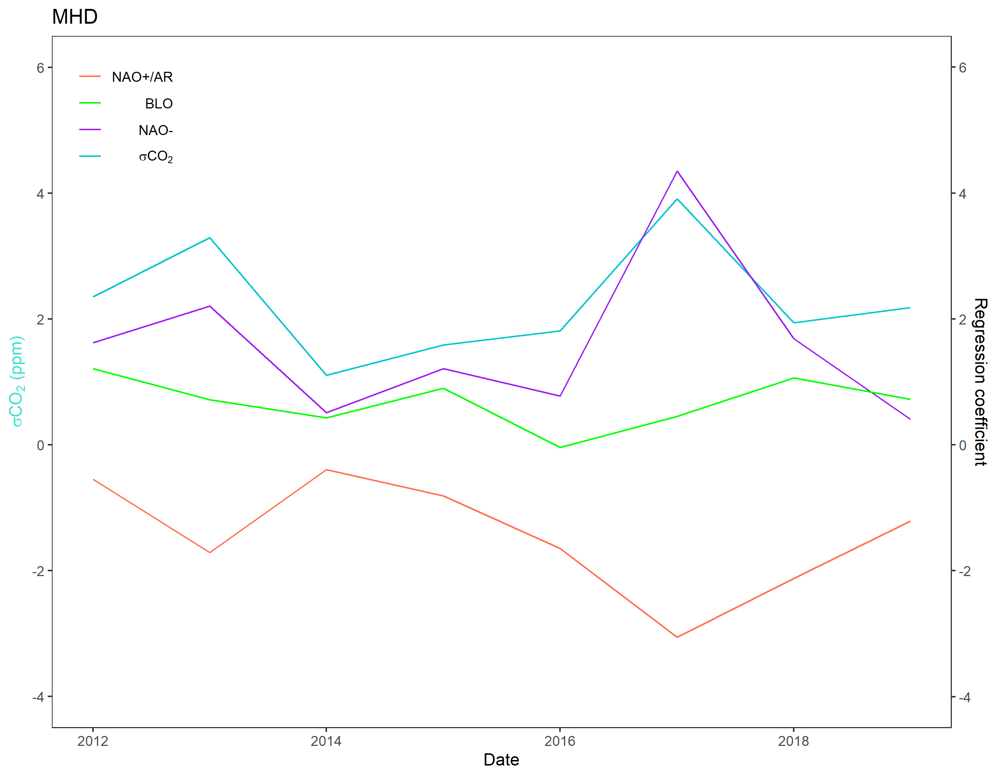 MHD
NAO+/AR
BLO
NAO-
σCO₂
6
4
2
0
-2
-4
σCO₂ (ppm)
6
4
2
0
-2
-4
Regression coefficient
2012 2014 2016 2018
Date